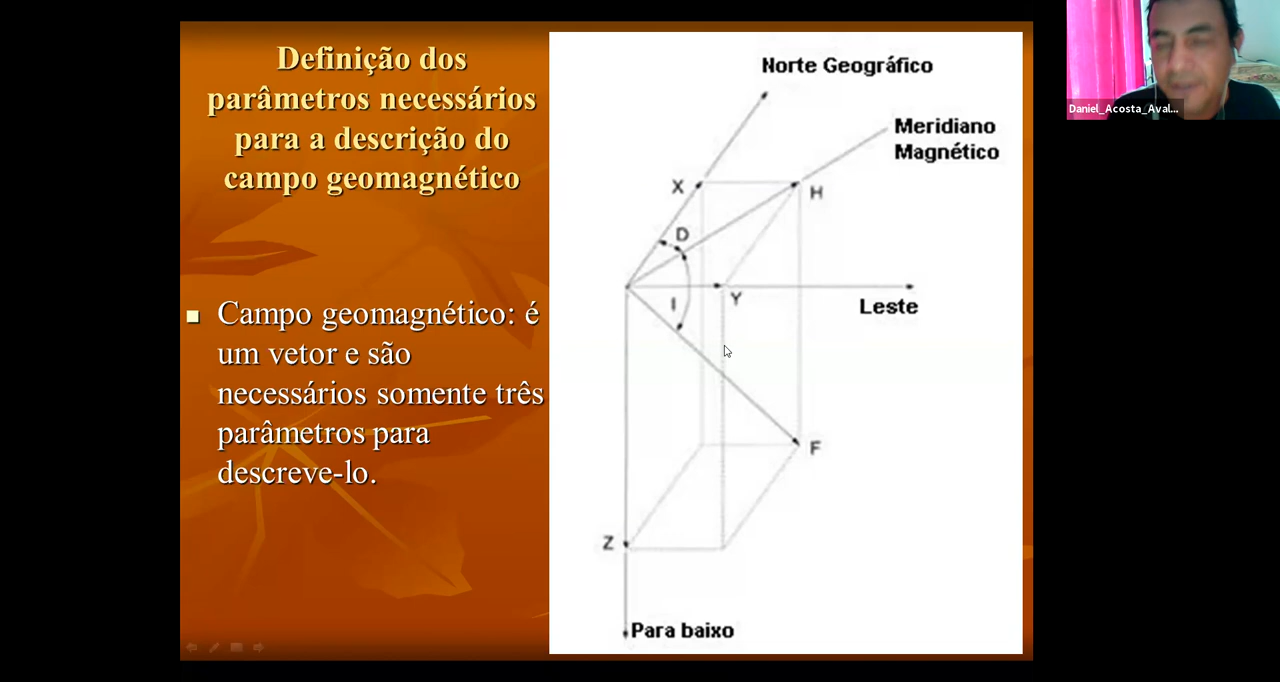 Definição dos
parâmetros necessários
para a descrição do
campo geomagnético
Campo geomagnético: é
um vetor e são
necessários somente três
parâmetros para
descreve-lo.
Norte Geográfico
Meridiano
Magnético
X
H
D
I
Y
Leste
F
Z
Para baixo
Daniel_Acosta_Aval...